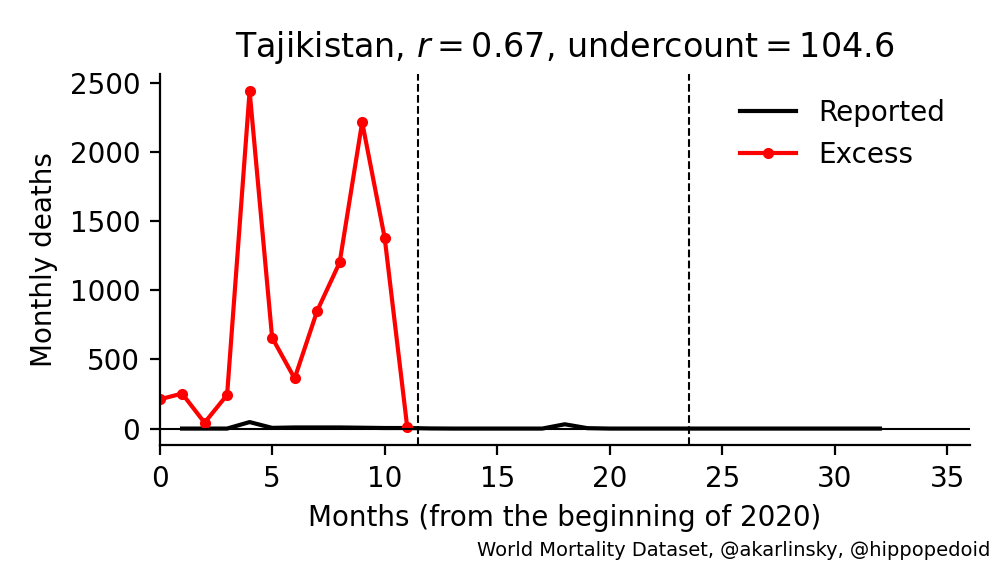 Tajikistan, r = 0.67, undercount = 104.6
2500
2000
1500
1000
500
0
Monthly deaths
Reported
Excess
0 5 10 15 20 25 30 35
Months (from the beginning of 2020)
World Mortality Dataset, @akarlinsky, @hippopedoid